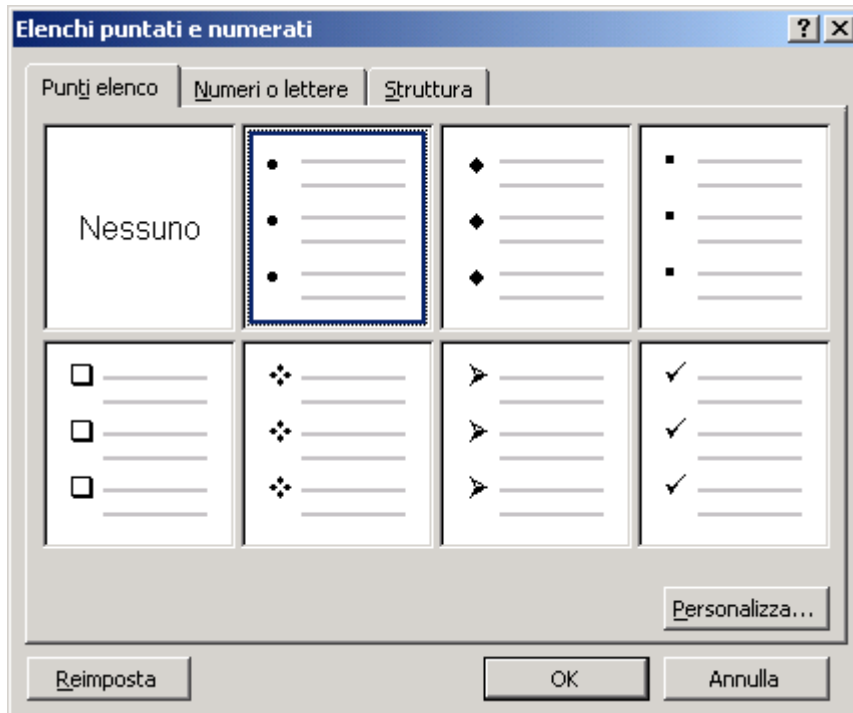 Elenchi puntati e numerati
Punti elenco Numeri o lettere Struttura
Nessuno
Personalizza...
Reimposta OK Annulla